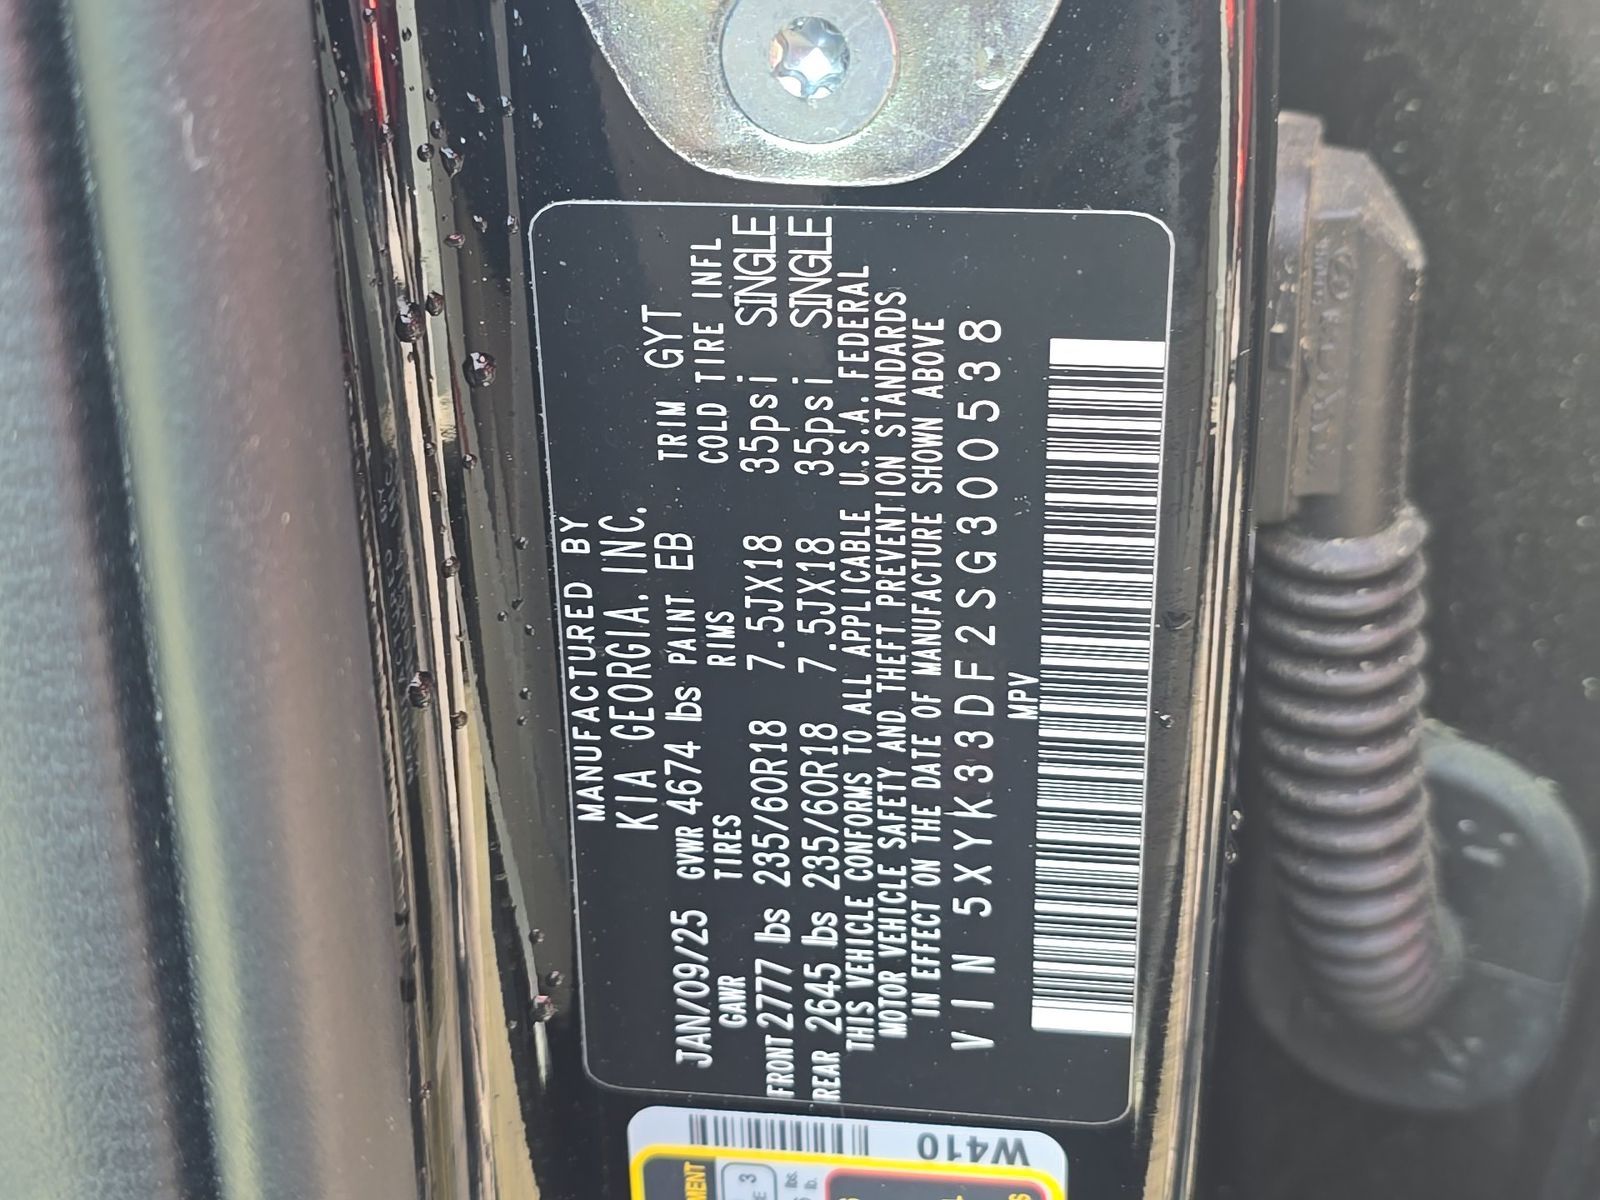 MANUFACTURED BY
KIA GEORGIA, INC.
JAN/09/25 GVWR 4674 lbs PAINT EB TRIM GYT
GAWR TIRES RIMS COLD TIRE INFL
FRONT 2777 lbs 235/60R18 7.5JX18 35psi SINGLE
REAR 2645 lbs 235/60R18 7.5JX18 35psi SINGLE
THIS VEHICLE CONFORMS TO ALL APPLICABLE U.S.A. FEDERAL
MOTOR VEHICLE SAFETY AND THEFT PREVENTION STANDARDS
IN EFFECT ON THE DATE OF MANUFACTURE SHOWN ABOVE
VIN 5XYK33DF2SG300538
MPV
W410